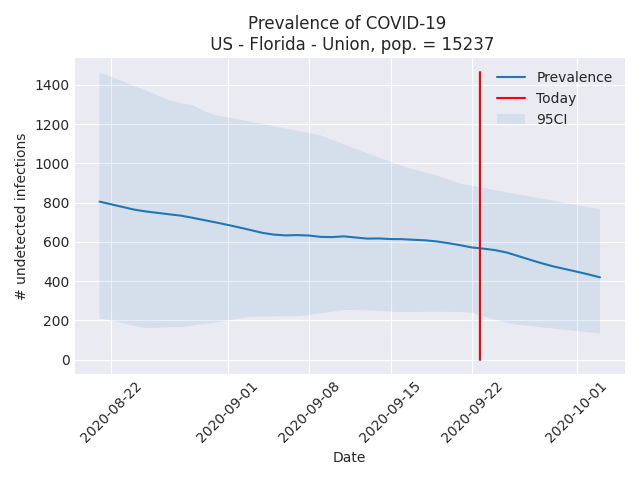 Prevalence of COVID-19
US - Florida - Union, pop. = 15237
Prevalence
Today
95CI
# undetected infections
1400
1200
1000
800
600
400
200
0
2020-08-22
2020-09-01
2020-09-08
2020-09-15
2020-09-22
2020-10-01
Date